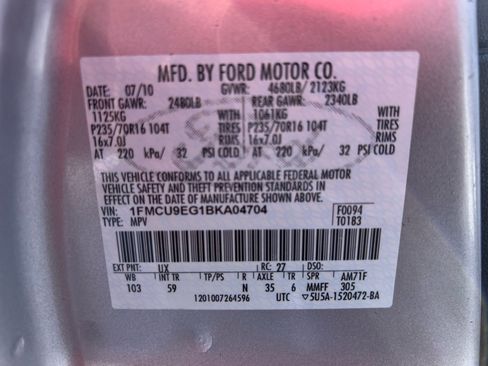 MFD. BY FORD MOTOR CO.
DATE: 07/10 GVWR: 4680LB/ 2123KG
FRONT GAWR: 2480LB REAR GAWR: 2340LB
1125KG WITH 1061KG WITH
P235/70R16 104T TIRES P235/70R16 104T TIRES
16x7.0J RIMS 16x7.0J RIMS
AT 220 kPa/ 32 PSI COLD AT 220 kPa/ 32 PSI COLD
THIS VEHICLE CONFORMS TO ALL APPLICABLE FEDERAL MOTOR
VEHICLE SAFETY AND THEFT PREVENTION STANDARDS IN
EFFECT ON THE DATE OF MANUFACTURE SHOWN ABOVE.
VIN: 1FMCU9EG1BKA04704 F0094
TYPE: MPV T0183
EXT PNT: UX RC: 27 DSO:
WB INT TR TP/PS R AXLE TR SPR AM71F
103 59 N 35 6 MMFF 305
1201007264596 UTC ▽5U5A-1520472-BA